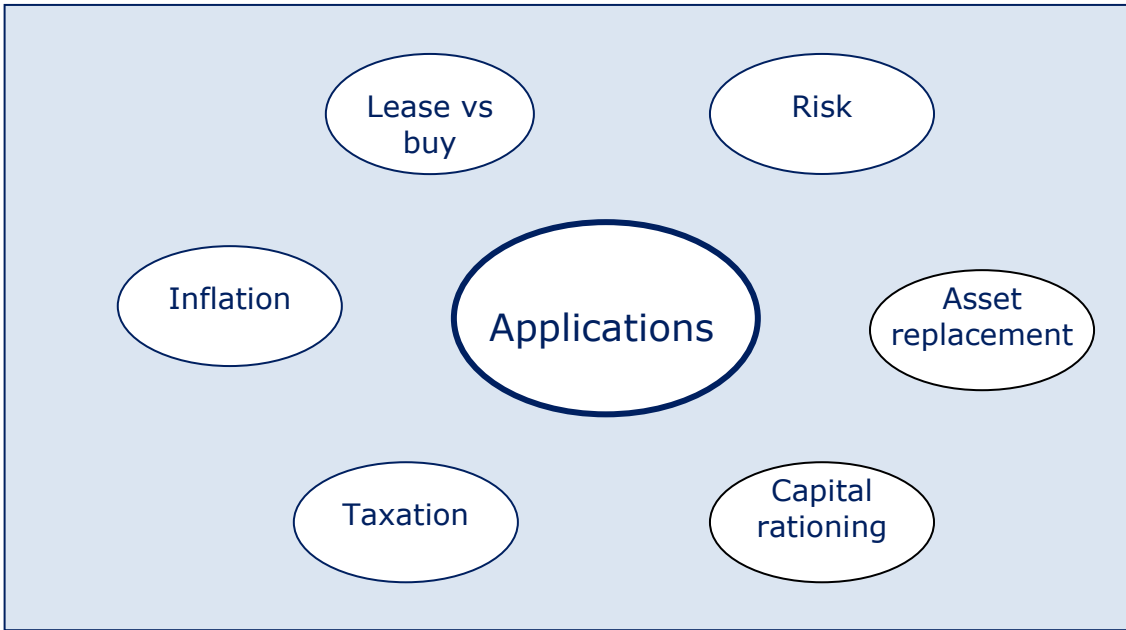 Lease vs
buy
Risk
Inflation
Applications
Asset
replacement
Taxation
Capital
rationing